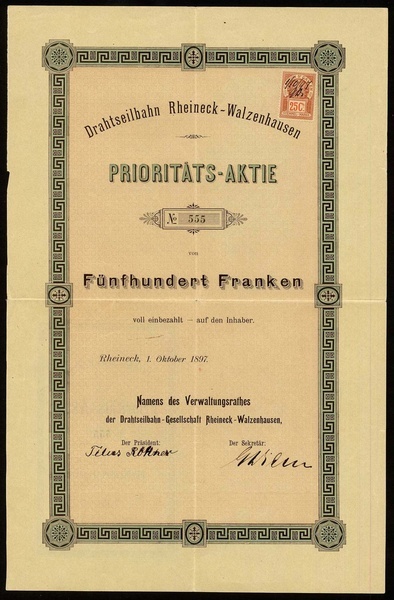 Drahtseilbahn Rheineck-Walzenhausen
25 C.
PRIORITÄTS-AKTIE
No 555
von
Fünfhundert Franken
voll einbezahlt – auf den Inhaber.
Rheineck, 1. Oktober 1897.
Namens des Verwaltungsrathes
der Drahtseilbahn-Gesellschaft Rheineck-Walzenhausen,
Der Präsident: Der Sekretär: